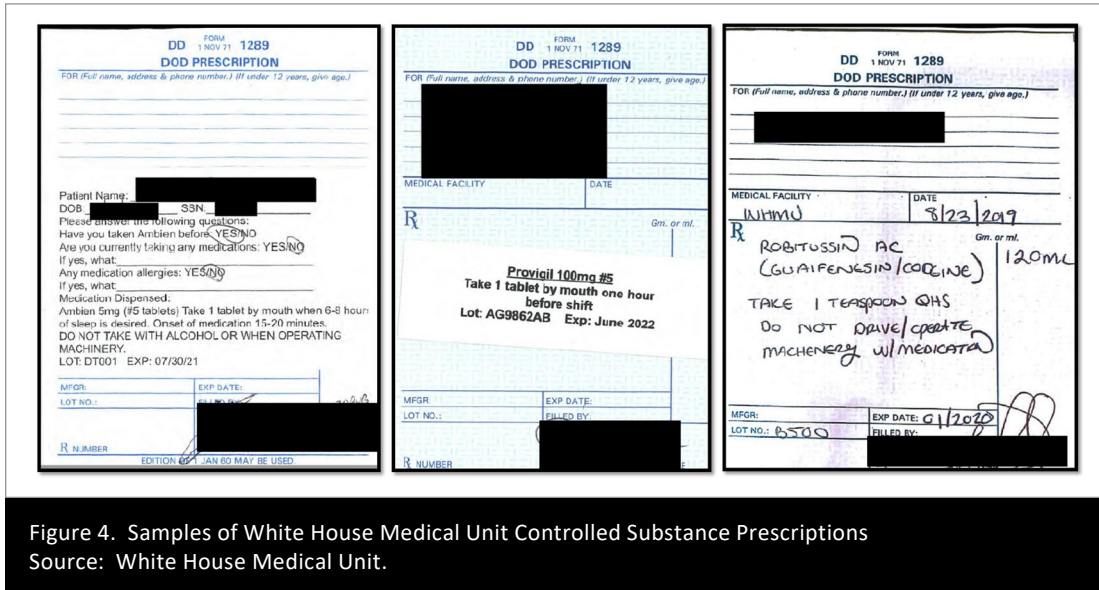 DD FORM 1 NOV 71 1289
DOD PRESCRIPTION
FOR (Full name, address & phone number.) (If under 12 years, give age.)
Patient Name:
DOB SSN.
Please answer the following questions:
Have you taken Ambien before: YES/NO
Are you currently taking any medications: YES/NO
If yes, what:
Any medication allergies: YES/NO
If yes, what:
Medication Dispensed:
Ambien 5mg (#5 tablets) Take 1 tablet by mouth when 6-8 hours
of sleep is desired. Onset of medication 15-20 minutes.
DO NOT TAKE WITH ALCOHOL OR WHEN OPERATING
MACHINERY.
LOT: DT001 EXP: 07/30/21
MFGR: EXP DATE:
LOT NO.: FILLED BY:
R NUMBER
EDITION OF 1 JAN 60 MAY BE USED.
DD FORM 1 NOV 71 1289
DOD PRESCRIPTION
FOR (Full name, address & phone number.) (If under 12 years, give age.)
MEDICAL FACILITY DATE
Rx Gm. or ml.
Provigil 100mg #5
Take 1 tablet by mouth one hour
before shift
Lot: AG9862AB Exp: June 2022
MFGR: EXP DATE:
LOT NO.: FILLED BY:
R NUMBER
DD FORM 1 NOV 71 1289
DOD PRESCRIPTION
FOR (Full name, address & phone number.) (If under 12 years, give age.)
MEDICAL FACILITY DATE
WHMU 8/23/2019
Rx Gm. or ml.
ROBITUSSIN AC 120ML
(GUAIFENESIN/CODEINE)
TAKE 1 TEASPOON QHS
DO NOT DRIVE/OPERATE
MACHENERY W/MEDICATION
MFGR: EXP DATE: 01/2020
LOT NO.: B500 FILLED BY:
Figure 4. Samples of White House Medical Unit Controlled Substance Prescriptions
Source: White House Medical Unit.